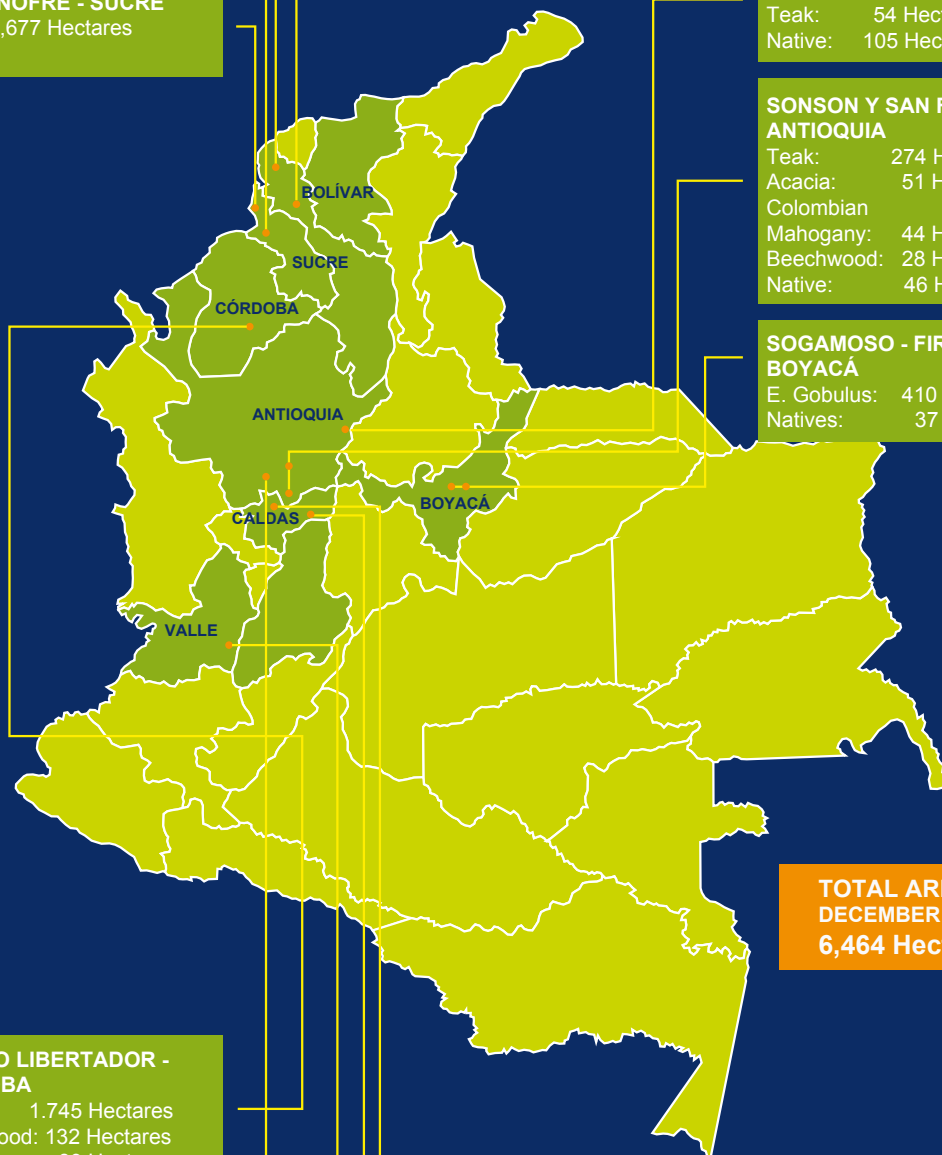 NOFRE - SUCRE
,677 Hectares
Teak: 54 Hect
Native: 105 Hec
SONSON Y SAN F
ANTIOQUIA
Teak: 274 H
Acacia: 51 H
Colombian
Mahogany: 44 H
Beechwood: 28 H
Native: 46 H
SOGAMOSO - FIR
BOYACÁ
E. Gobulus: 410
Natives: 37
BOLÍVAR
SUCRE
CÓRDOBA
ANTIOQUIA
BOYACÁ
CALDAS
VALLE
TOTAL ARE
DECEMBER
6,464 Hec
O LIBERTADOR -
BA
1.745 Hectares
ood: 132 Hectares